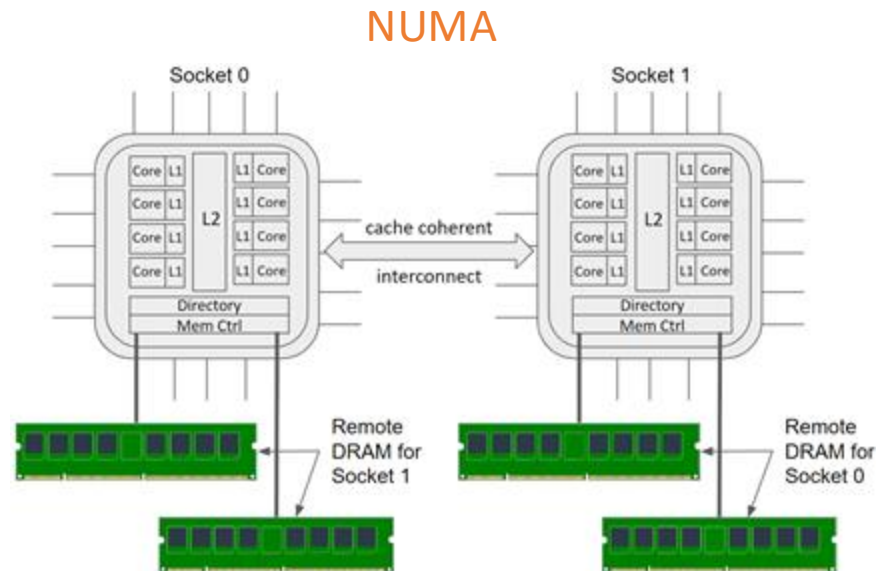 NUMA
Socket 0
Core L1 L1 Core
Core L1 L1 Core
L2
Core L1 L1 Core
Core L1 L1 Core
Directory
Mem Ctrl
cache coherent
interconnect
Socket 1
Core L1 L1 Core
Core L1 L1 Core
L2
Core L1 L1 Core
Core L1 L1 Core
Directory
Mem Ctrl
Remote
DRAM for
Socket 1
Remote
DRAM for
Socket 0